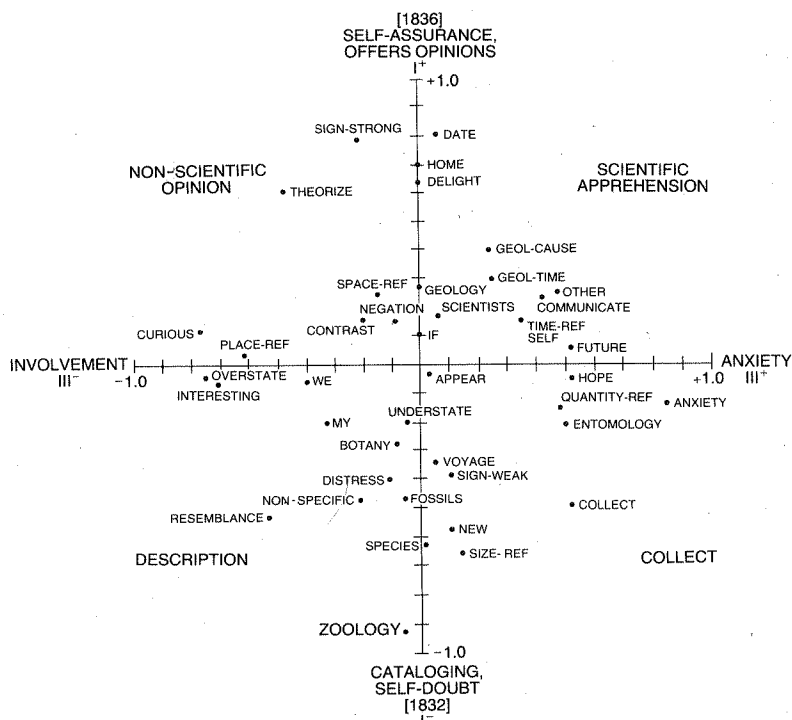 [1836]
SELF-ASSURANCE,
OFFERS OPINIONS
I+
+1.0
SIGN-STRONG
DATE
NON-SCIENTIFIC
OPINION
HOME
SCIENTIFIC
APPREHENSION
DELIGHT
THEORIZE
GEOL-CAUSE
GEOL-TIME
SPACE-REF
GEOLOGY
OTHER
COMMUNICATE
NEGATION
SCIENTISTS
CONTRAST
TIME-REF
SELF
CURIOUS
IF
PLACE-REF
FUTURE
INVOLVEMENT
III-
-1.0
ANXIETY
III+
+1.0
OVERSTATE
INTERESTING
WE
APPEAR
HOPE
QUANTITY-REF
ANXIETY
UNDERSTATE
MY
ENTOMOLOGY
BOTANY
VOYAGE
SIGN-WEAK
DISTRESS
NON-SPECIFIC
FOSSILS
COLLECT
RESEMBLANCE
NEW
SPECIES
SIZE-REF
DESCRIPTION
COLLECT
ZOOLOGY
-1.0
CATALOGING,
SELF-DOUBT
[1832]
I-